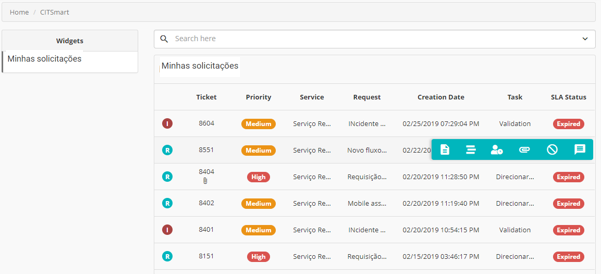 Home / CITSmart
Widgets
Minhas solicitações
Search here
Minhas solicitações
Ticket Priority Service Request Creation Date Task SLA Status
I 8604 Medium Serviço Re... INcidente ... 02/25/2019 07:29:04 PM Validation Expired
R 8551 Medium Serviço Re... Novo fluxo... 02/22/20
R 8404 High Serviço Re... Requisição... 02/20/2019 11:28:50 PM Direcionar... Expired
R 8402 Medium Serviço Re... Mobile ass... 02/20/2019 11:19:40 PM Direcionar... Expired
I 8401 Medium Serviço Re... INcidente ... 02/20/2019 10:54:15 PM Validation Expired
R 8151 High Serviço Re... Requisição... 02/15/2019 03:46:17 PM Direcionar... Expired